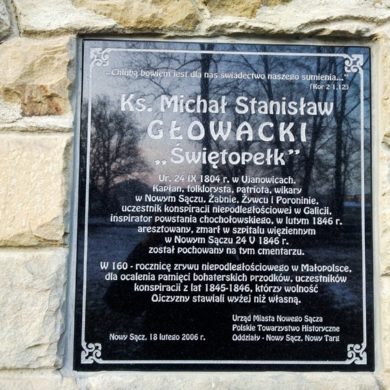 „Chlubą bowiem jest dla nas świadectwo naszego sumienia..."
(Kor 2 1,12)
Ks. Michał Stanisław
GŁOWACKI
„Świętopełk"
Ur. 24 IX 1804 r. w Ujanowicach,
Kapłan, folklorysta, patriota, wikary
w Nowym Sączu, Żabnie, Żywcu i Poroninie,
uczestnik konspiracji niepodległościowej w Galicji,
inspirator powstania chochołowskiego, w lutym 1846 r.
aresztowany, zmarł w szpitalu więziennym
w Nowym Sączu 24 V 1846 r.
został pochowany na tym cmentarzu.
W 160 - rocznicę zrywu niepodległościowego w Małopolsce,
dla ocalenia pamięci bohaterskich przodków, uczestników
konspiracji z lat 1845-1846, którzy wolność
Ojczyzny stawiali wyżej niż własną.
Urząd Miasta Nowego Sącza
Polskie Towarzystwo Historyczne
Nowy Sącz, 18 lutego 2006 r. Oddziały - Nowy Sącz, Nowy Targ